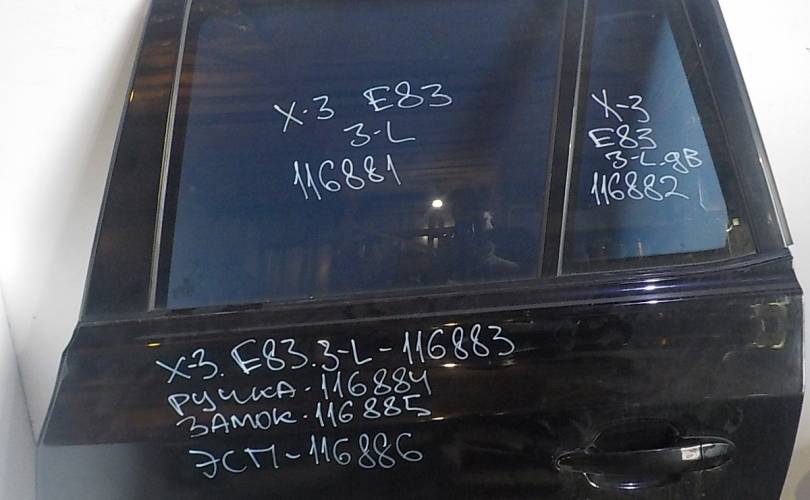 X-3 E83
3-L
116881
X-3
E83
3-L-gB
116882
X-3. E83.3-L-116883
РУЧКА-116884
ЗАМОК-116885
ЭСП-116886